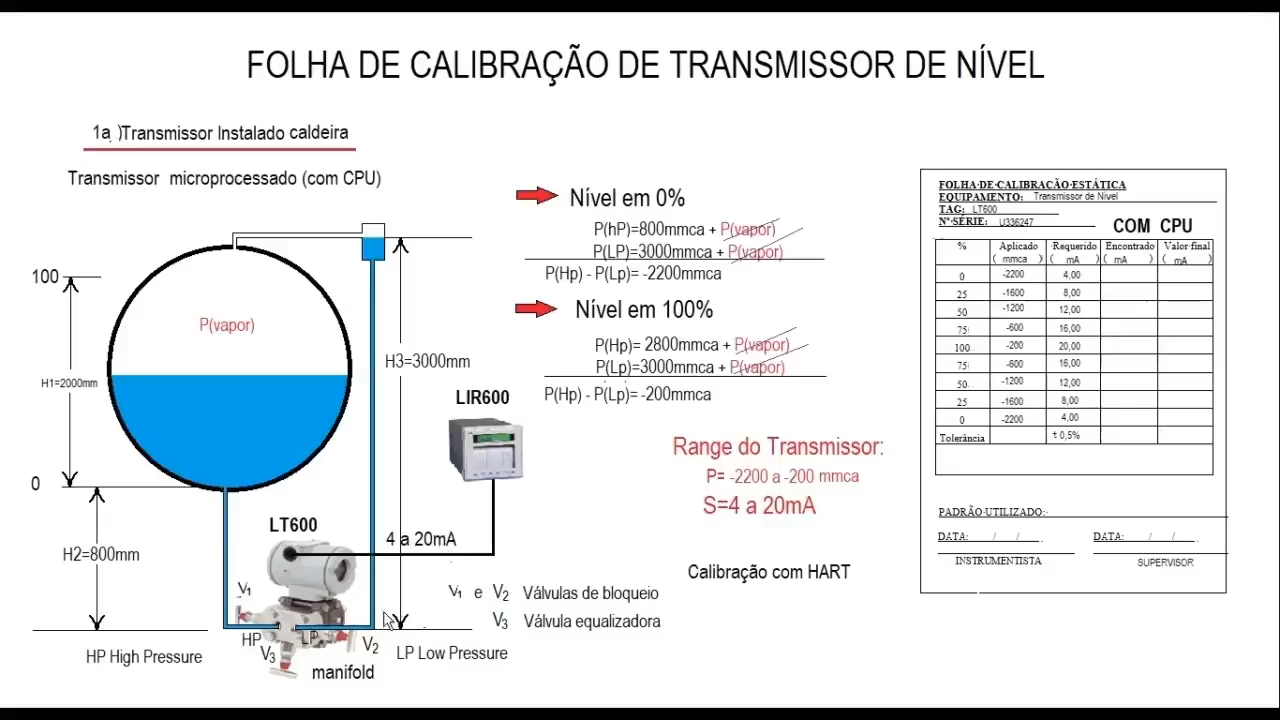 FOLHA DE CALIBRAÇÃO DE TRANSMISSOR DE NÍVEL
1a )Transmissor Instalado caldeira
Transmissor microprocessado (com CPU)
100
P(vapor)
H1=2000mm
0
H2=800mm
H3=3000mm
LT600
LIR600
4 a 20mA
V1
HP
LP
V3
V2
manifold
HP High Pressure
LP Low Pressure
Nível em 0%
P(hP)=800mmca + P(vapor)
P(LP)=3000mmca + P(vapor)
P(Hp) - P(Lp)= -2200mmca
Nível em 100%
P(Hp)= 2800mmca + P(vapor)
P(Lp)=3000mmca + P(vapor)
P(Hp) - P(Lp)= -200mmca
Range do Transmissor:
P= -2200 a -200 mmca
S=4 a 20mA
Calibração com HART
V1 e V2 Válvulas de bloqueio
V3 Válvula equalizadora
FOLHA·DE·CALIBRACÃO·ESTÁTICA
EQUIPAMENTO: Transmissor de Nível
TAG: LT600
Nº·SÉRIE: U336247
COM CPU
% Aplicado Requerido Encontrado Valor·final
( mmca ) ( mA ) ( mA ) ( mA )
0 -2200 4,00
25 -1600 8,00
50 -1200 12,00
75 -600 16,00
100 -200 20,00
75 -600 16,00
50 -1200 12,00
25 -1600 8,00
0 -2200 4,00
Tolerância ± 0,5%
PADRÃO·UTILIZADO:
DATA: / / DATA: / /
INSTRUMENTISTA SUPERVISOR